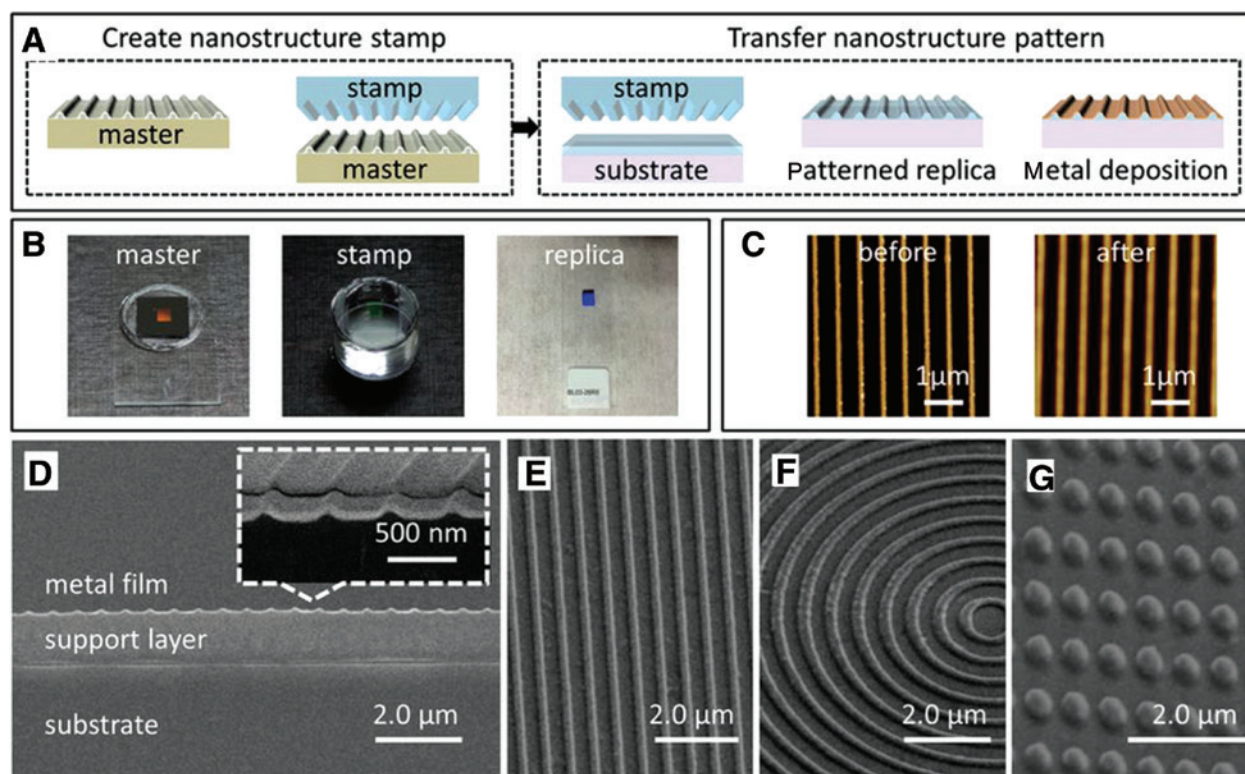 A
Create nanostructure stamp
Transfer nanostructure pattern
master
stamp
master
stamp
substrate
Patterned replica
Metal deposition
B
master
stamp
replica
C
before
1μm
after
1μm
D
500 nm
metal film
support layer
substrate
2.0 μm
E
2.0 μm
F
2.0 μm
G
2.0 μm